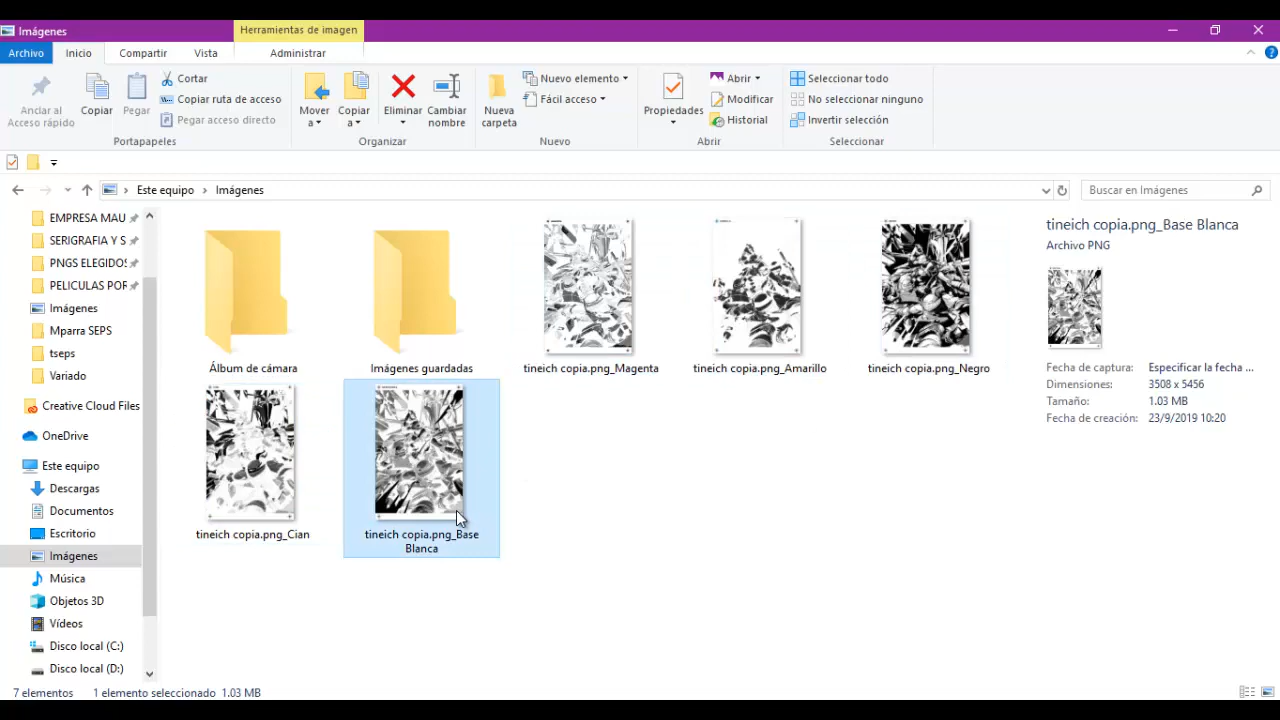 Imágenes
Herramientas de imagen
Archivo
Inicio
Compartir
Vista
Administrar
Anclar al
Acceso rápido
Copiar
Pegar
Cortar
Copiar ruta de acceso
Pegar acceso directo
Portapapeles
Mover
a
Copiar
a
Eliminar
Cambiar
nombre
Organizar
Nueva
carpeta
Nuevo elemento
Fácil acceso
Nuevo
Propiedades
Abrir
Modificar
Historial
Abrir
Seleccionar todo
No seleccionar ninguno
Invertir selección
Seleccionar
Este equipo > Imágenes
Buscar en Imágenes
EMPRESA MAU
SERIGRAFIA Y S
PNGS ELEGIDOS
PELICULAS POR
Imágenes
Mparra SEPS
tseps
Variado
Creative Cloud Files
OneDrive
Este equipo
Descargas
Documentos
Escritorio
Imágenes
Música
Objetos 3D
Vídeos
Disco local (C:)
Disco local (D:)
Álbum de cámara
Imágenes guardadas
tineich copia.png_Magenta
tineich copia.png_Amarillo
tineich copia.png_Negro
tineich copia.png_Cian
tineich copia.png_Base
Blanca
tineich copia.png_Base Blanca
Archivo PNG
Fecha de captura: Especificar la fecha ...
Dimensiones: 3508 x 5456
Tamaño: 1.03 MB
Fecha de creación: 23/9/2019 10:20
7 elementos
1 elemento seleccionado 1.03 MB